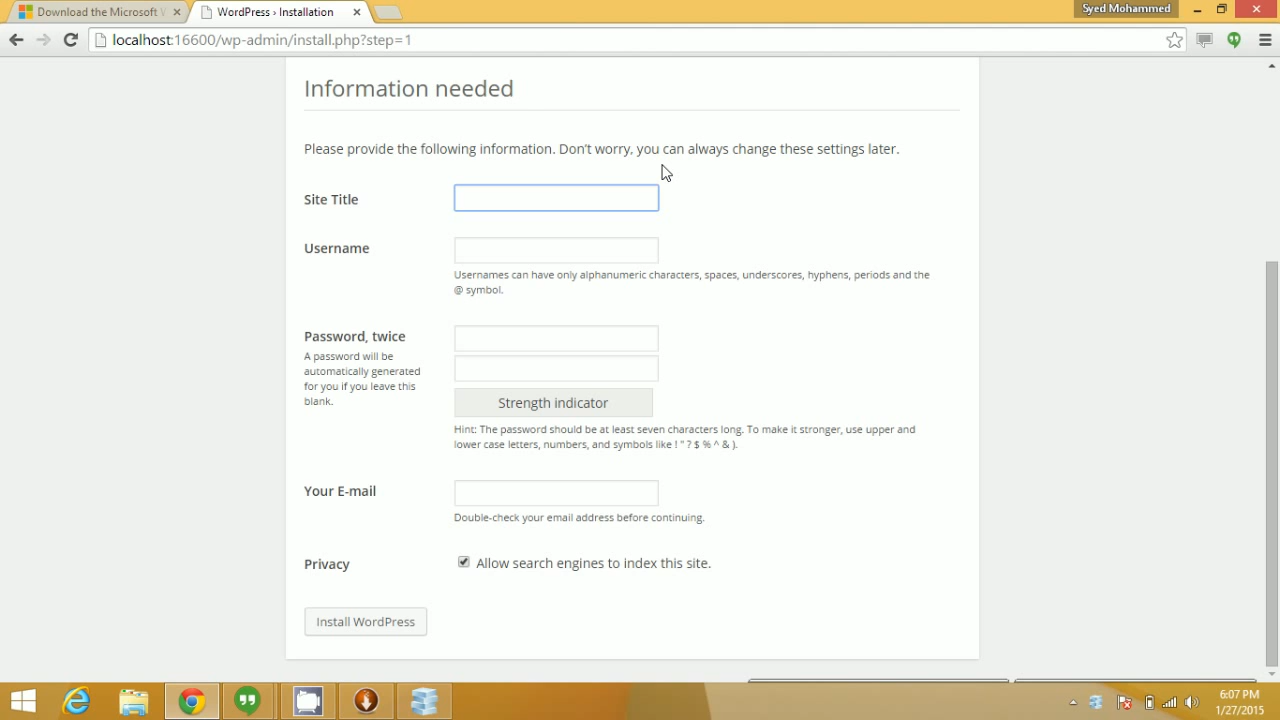 Download the Microsoft W
WordPress › Installation
Syed Mohammed
localhost:16600/wp-admin/install.php?step=1
Information needed
Please provide the following information. Don't worry, you can always change these settings later.
Site Title
Username
Usernames can have only alphanumeric characters, spaces, underscores, hyphens, periods and the
@ symbol.
Password, twice
A password will be
automatically generated
for you if you leave this
blank.
Strength indicator
Hint: The password should be at least seven characters long. To make it stronger, use upper and
lower case letters, numbers, and symbols like ! " ? $ % ^ & ).
Your E-mail
Double-check your email address before continuing.
Privacy
Allow search engines to index this site.
Install WordPress
6:07 PM
1/27/2015